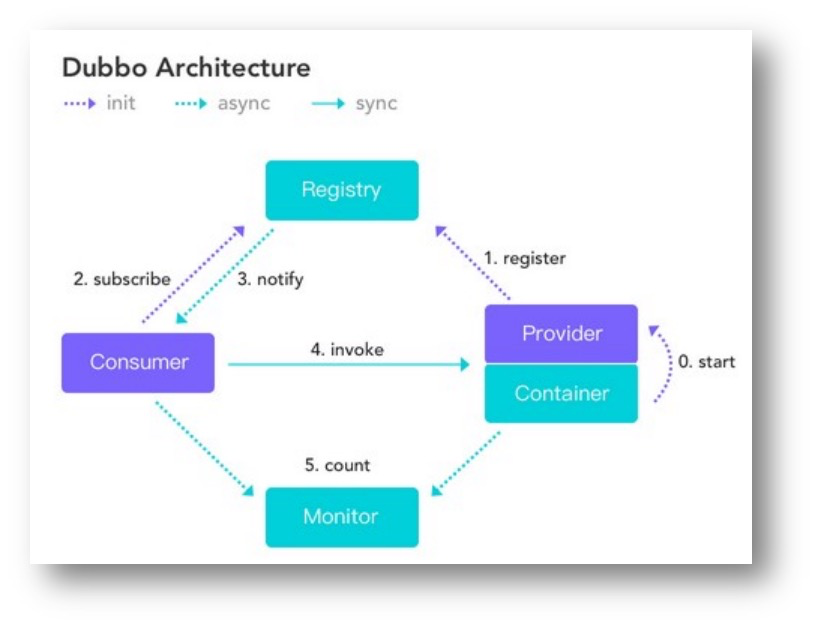 Dubbo Architecture
init async sync
Registry
1. register
2. subscribe 3. notify
Provider
4. invoke
Consumer
0. start
Container
5. count
Monitor